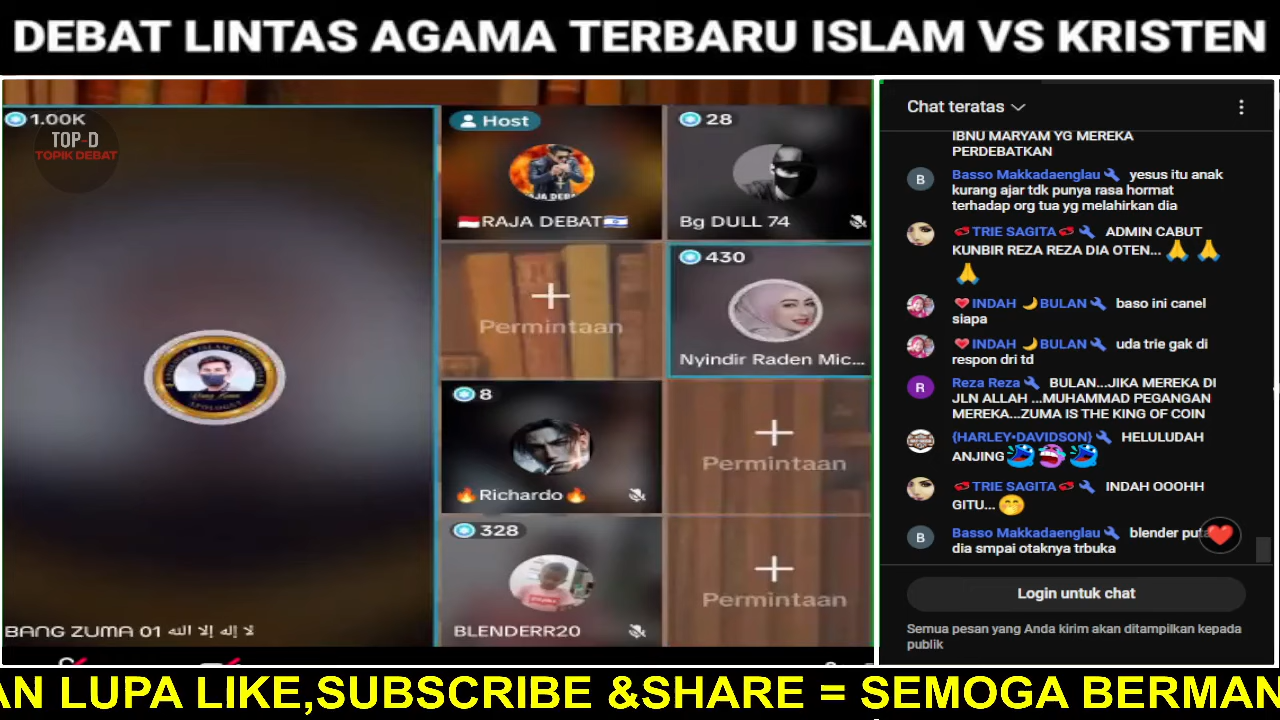 DEBAT LINTAS AGAMA TERBARU ISLAM VS KRISTEN
1.00K
TOP-D
TOPIK DEBAT
BANG ZUMA 01 لا إله إلا الله
Host
RAJA DEBAT
28
Bg DULL 74
Permintaan
430
Nyindir Raden Mic...
8
Richardo
Permintaan
328
BLENDERR20
Permintaan
Chat teratas
IBNU MARYAM YG MEREKA
PERDEBATKAN
B
Basso Makkadaenglau yesus itu anak
kurang ajar tdk punya rasa hormat
terhadap org tua yg melahirkan dia
TRIE SAGITA ADMIN CABUT
KUNBIR REZA REZA DIA OTEN... 🙏 🙏
🙏
❤️INDAH 🌙BULAN baso ini canel
siapa
❤️INDAH 🌙BULAN uda trie gak di
respon dri td
R
Reza Reza BULAN...JIKA MEREKA DI
JLN ALLAH ...MUHAMMAD PEGANGAN
MEREKA...ZUMA IS THE KING OF COIN
{HARLEY•DAVIDSON} HELULUDAH
ANJING
TRIE SAGITA INDAH OOOHH
GITU... 🤭
B
Basso Makkadaenglau blender
dia smpai otaknya trbuka
Login untuk chat
Semua pesan yang Anda kirim akan ditampilkan kepada
publik
AN LUPA LIKE,SUBSCRIBE &SHARE = SEMOGA BERMAN